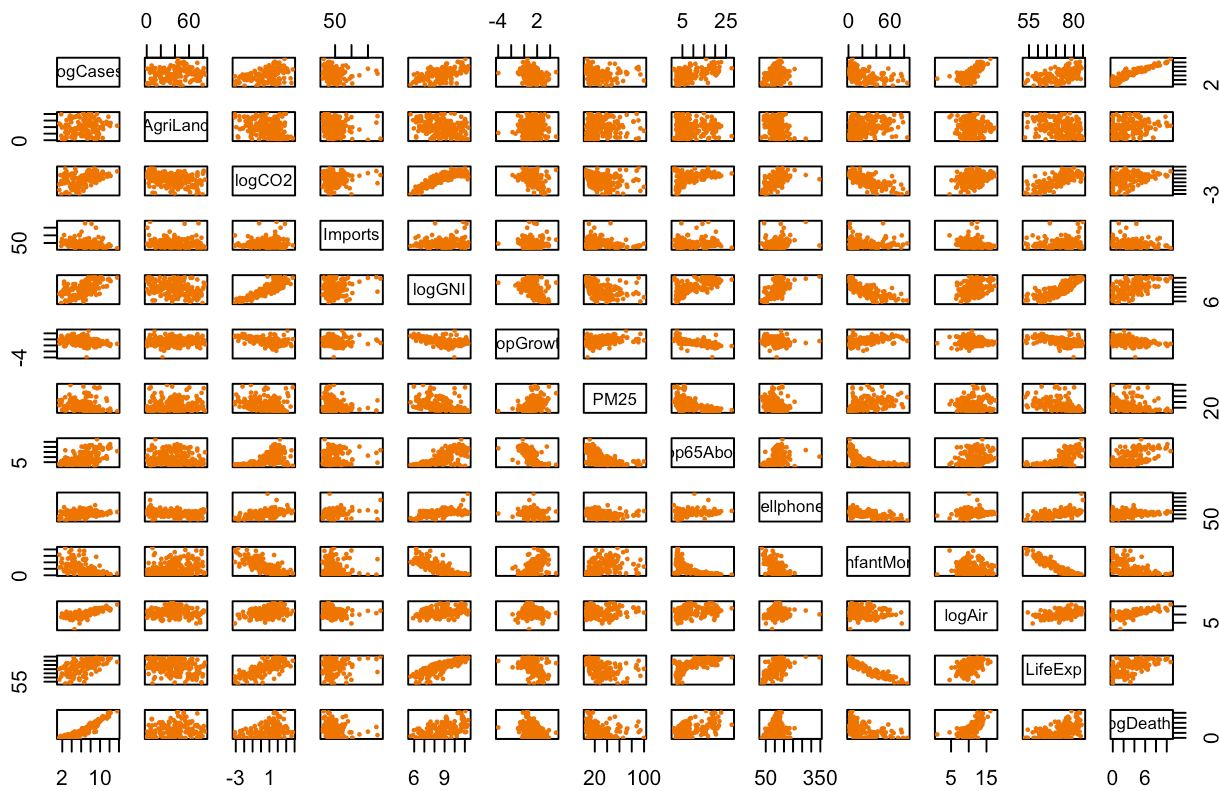 0 60 50 -4 2 5 25 0 60 55 80
ogCases 2
0 AgriLand
logCO2 -3
50 Imports
logGNI 6
-4 opGrowt
PM25 20
5 op65Abo
ellphone 50
0 nfantMor
logAir 5
55 LifeExp
ogDeath 0
2 10 -3 1 6 9 20 100 50 350 5 15 0 6